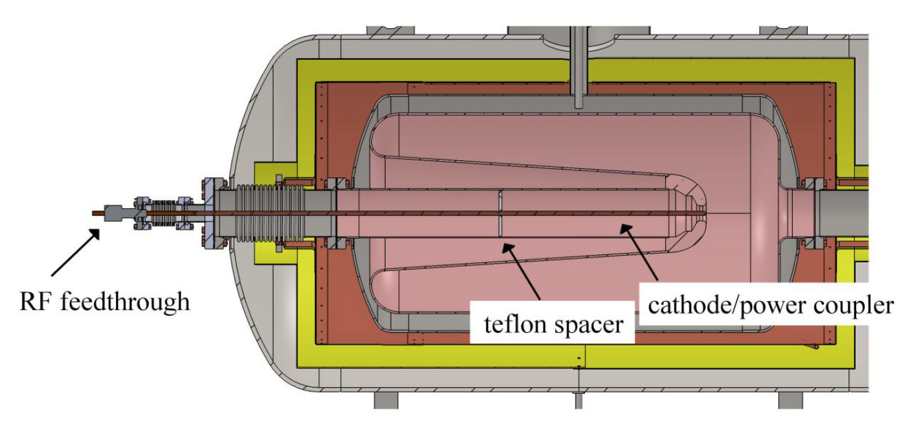 RF feedthrough
teflon spacer
cathode/power coupler